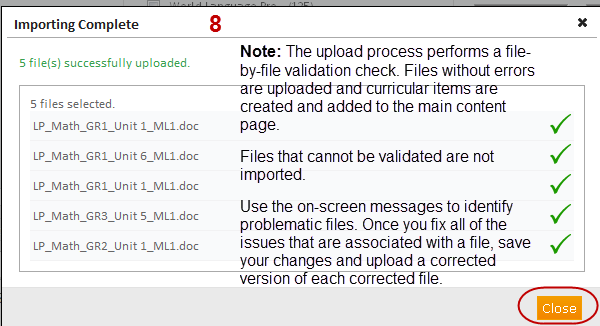 World Language Pro... (125)
Importing Complete
8
✖
5 file(s) successfully uploaded.
Note: The upload process performs a file-
by-file validation check. Files without errors
are uploaded and curricular items are
created and added to the main content
page.
Files that cannot be validated are not
imported.
Use the on-screen messages to identify
problematic files. Once you fix all of the
issues that are associated with a file, save
your changes and upload a corrected
version of each corrected file.
5 files selected.
LP_Math_GR1_Unit 1_ML1.doc
LP_Math_GR1_Unit 6_ML1.doc
LP_Math_GR1_Unit 1_ML1.doc
LP_Math_GR3_Unit 5_ML1.doc
LP_Math_GR2_Unit 1_ML1.doc
Close